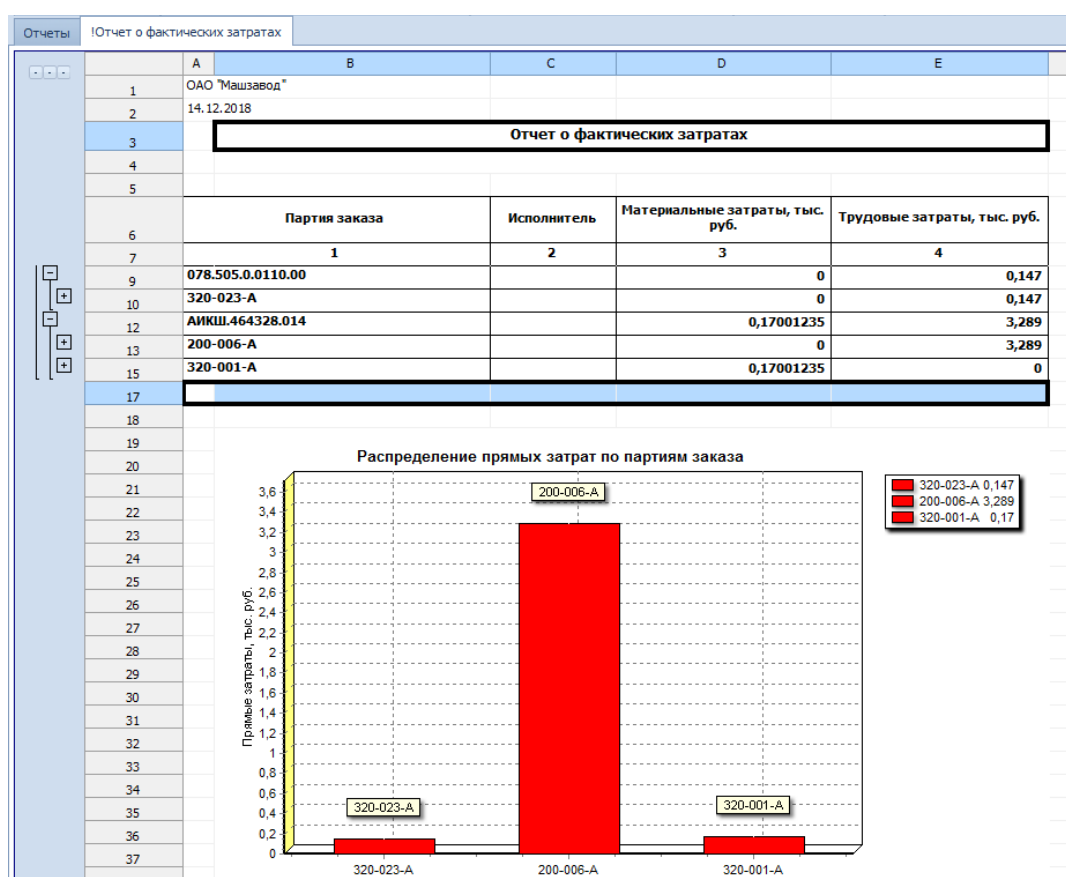 Отчеты !Отчет о фактических затратах
A B C D E
1 ОАО "Машзавод"
2 14.12.2018
3 Отчет о фактических затратах
4
5
6 Партия заказа Исполнитель Материальные затраты, тыс. руб. Трудовые затраты, тыс. руб.
7 1 2 3 4
9 078.505.0.0110.00 0 0,147
10 320-023-А 0 0,147
12 АИКШ.464328.014 0,17001235 3,289
13 200-006-А 0 3,289
15 320-001-А 0,17001235 0
17
18
19
20
21
22
23
24
25
26
27
28
29
30
31
32
33
34
35
36
37
Распределение прямых затрат по партиям заказа
Прямые затраты, тыс. руб.
3,6
3,4
3,2
3
2,8
2,6
2,4
2,2
2
1,8
1,6
1,4
1,2
1
0,8
0,6
0,4
0,2
0
200-006-А
320-023-А
320-001-А
320-023-А 200-006-А 320-001-А
320-023-А 0,147
200-006-А 3,289
320-001-А 0,17